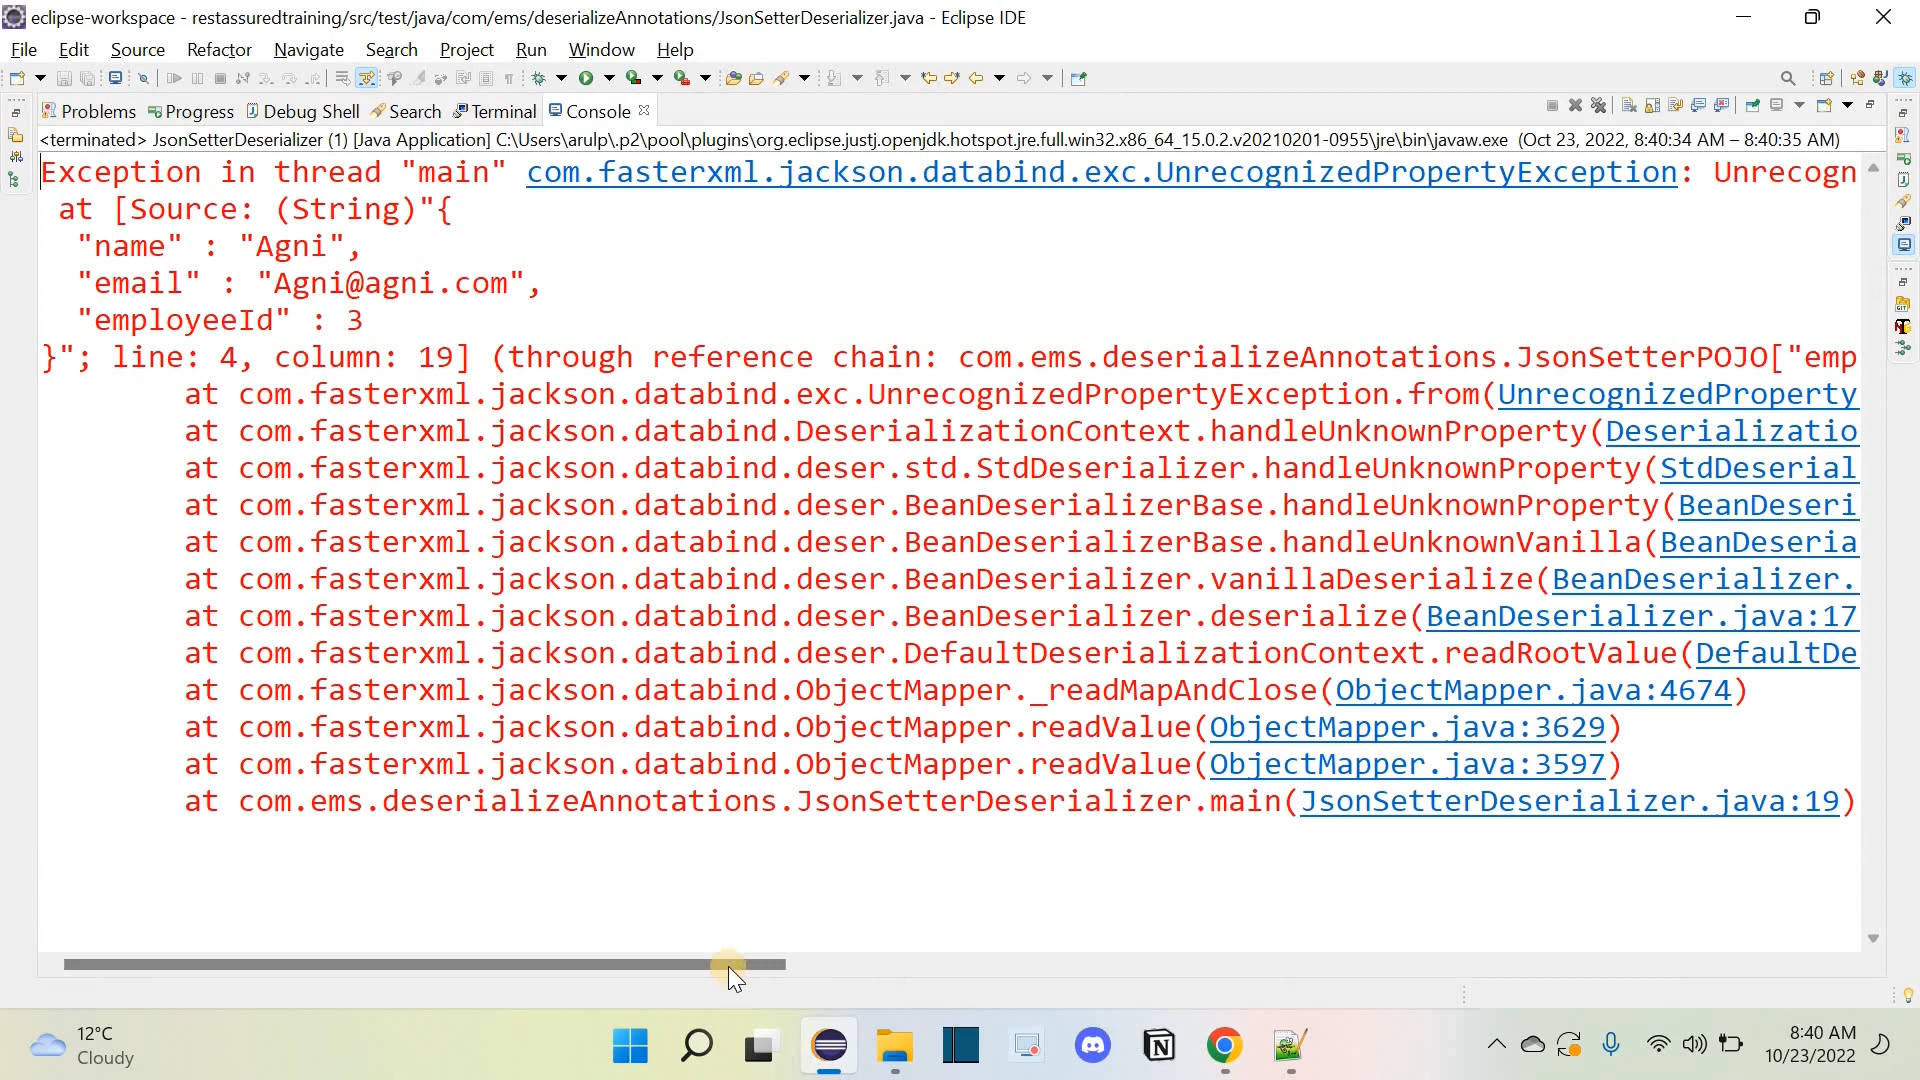 eclipse-workspace - restassuredtraining/src/test/java/com/ems/deserializeAnnotations/JsonSetterDeserializer.java - Eclipse IDE
File Edit Source Refactor Navigate Search Project Run Window Help
Problems Progress Debug Shell Search Terminal Console
<terminated> JsonSetterDeserializer (1) [Java Application] C:\Users\arulp\.p2\pool\plugins\org.eclipse.justj.openjdk.hotspot.jre.full.win32.x86_64_15.0.2.v20210201-0955\jre\bin\javaw.exe (Oct 23, 2022, 8:40:34 AM – 8:40:35 AM)
Exception in thread "main" com.fasterxml.jackson.databind.exc.UnrecognizedPropertyException: Unrecogn
at [Source: (String)"{
"name" : "Agni",
"email" : "Agni@agni.com",
"employeeId" : 3
}"; line: 4, column: 19] (through reference chain: com.ems.deserializeAnnotations.JsonSetterPOJO["emp
at com.fasterxml.jackson.databind.exc.UnrecognizedPropertyException.from(UnrecognizedProperty
at com.fasterxml.jackson.databind.DeserializationContext.handleUnknownProperty(Deserializatio
at com.fasterxml.jackson.databind.deser.std.StdDeserializer.handleUnknownProperty(StdDeserial
at com.fasterxml.jackson.databind.deser.BeanDeserializerBase.handleUnknownProperty(BeanDeseri
at com.fasterxml.jackson.databind.deser.BeanDeserializerBase.handleUnknownVanilla(BeanDeseria
at com.fasterxml.jackson.databind.deser.BeanDeserializer.vanillaDeserialize(BeanDeserializer.
at com.fasterxml.jackson.databind.deser.BeanDeserializer.deserialize(BeanDeserializer.java:17
at com.fasterxml.jackson.databind.deser.DefaultDeserializationContext.readRootValue(DefaultDe
at com.fasterxml.jackson.databind.ObjectMapper._readMapAndClose(ObjectMapper.java:4674)
at com.fasterxml.jackson.databind.ObjectMapper.readValue(ObjectMapper.java:3629)
at com.fasterxml.jackson.databind.ObjectMapper.readValue(ObjectMapper.java:3597)
at com.ems.deserializeAnnotations.JsonSetterDeserializer.main(JsonSetterDeserializer.java:19)
12°C
Cloudy
8:40 AM
10/23/2022